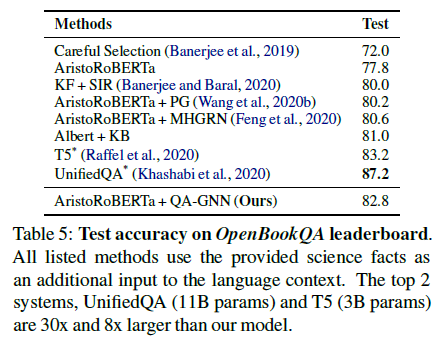 Methods Test
Careful Selection (Banerjee et al., 2019) 72.0
AristoRoBERTa 77.8
KF + SIR (Banerjee and Baral, 2020) 80.0
AristoRoBERTa + PG (Wang et al., 2020b) 80.2
AristoRoBERTa + MHGRN (Feng et al., 2020) 80.6
Albert + KB 81.0
T5* (Raffel et al., 2020) 83.2
UnifiedQA* (Khashabi et al., 2020) 87.2
AristoRoBERTa + QA-GNN (Ours) 82.8
Table 5: Test accuracy on OpenBookQA leaderboard.
All listed methods use the provided science facts as
an additional input to the language context. The top 2
systems, UnifiedQA (11B params) and T5 (3B params)
are 30x and 8x larger than our model.